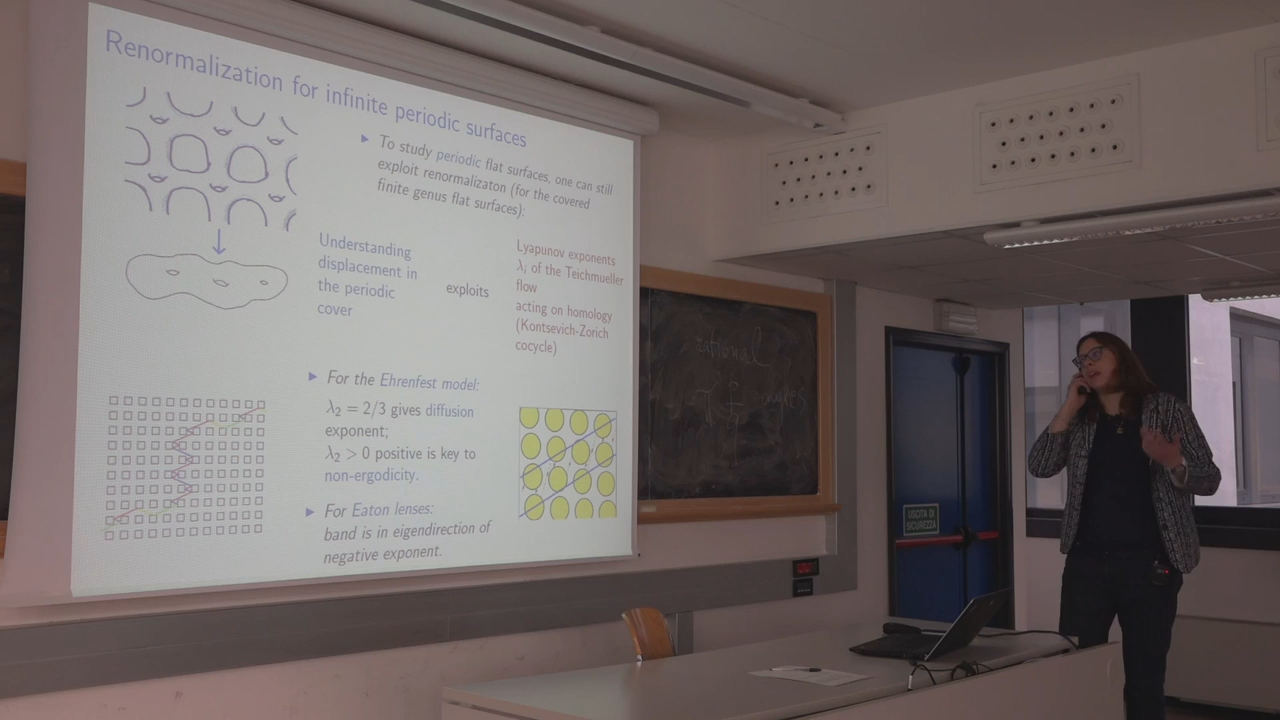 Renormalization for infinite periodic surfaces
▶ To study periodic flat surfaces, one can still
exploit renormalizaton (for the covered
finite genus flat surfaces):
Understanding
displacement in
the periodic
cover
exploits
Lyapunov exponents
λi of the Teichmueller
flow
acting on homology
(Kontsevich-Zorich
cocycle)
▶ For the Ehrenfest model:
λ2 = 2/3 gives diffusion
exponent;
λ2 > 0 positive is key to
non-ergodicity.
▶ For Eaton lenses:
band is in eigendirection of
negative exponent.
rational
angles
USCITA DI
SICUREZZA